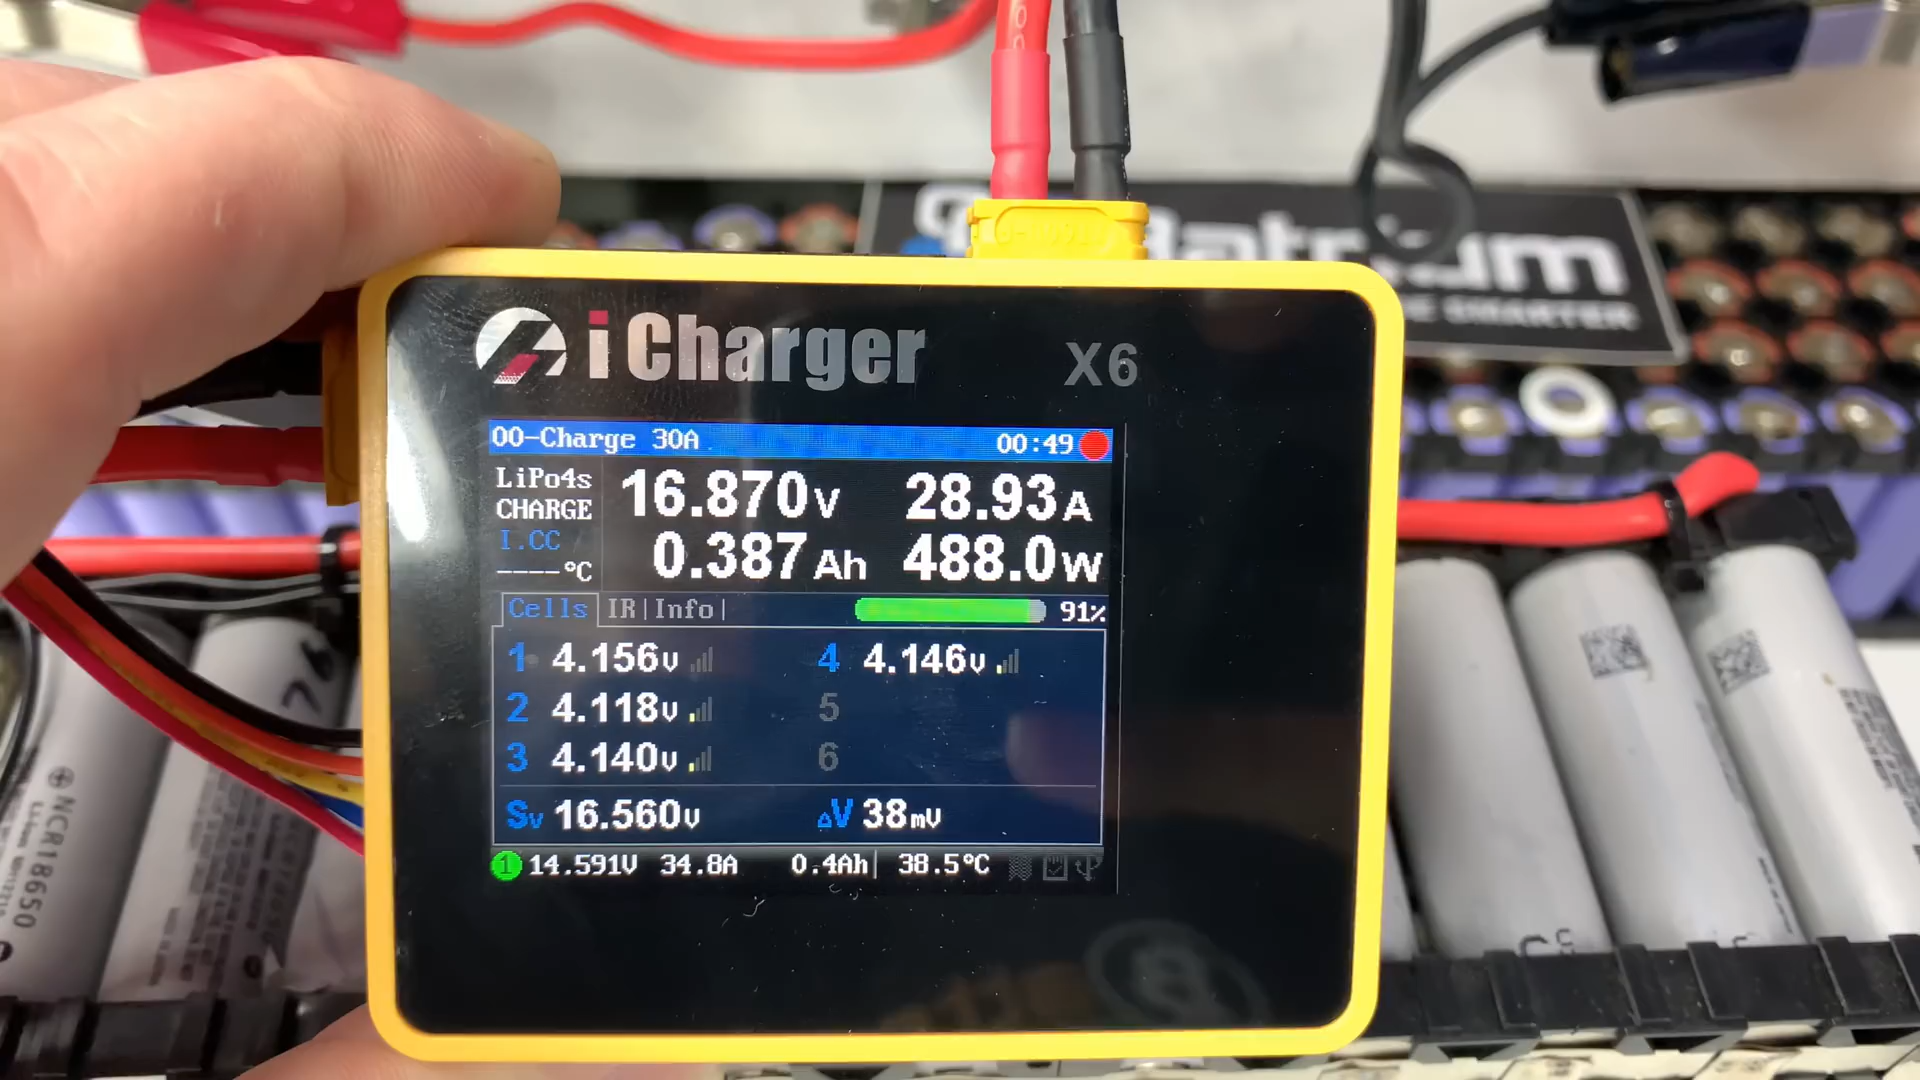 iCharger X6
00-Charge 30A 00:49
LiPo4s 16.870V 28.93A
CHARGE
I.CC 0.387Ah 488.0W
----°C
Cells IR|Info| 91%
1 4.156V 4 4.146V
2 4.118V 5
3 4.140V 6
Sv 16.560V ΔV 38mV
1 14.591V 34.8A 0.4Ah| 38.5°C
NCR18650